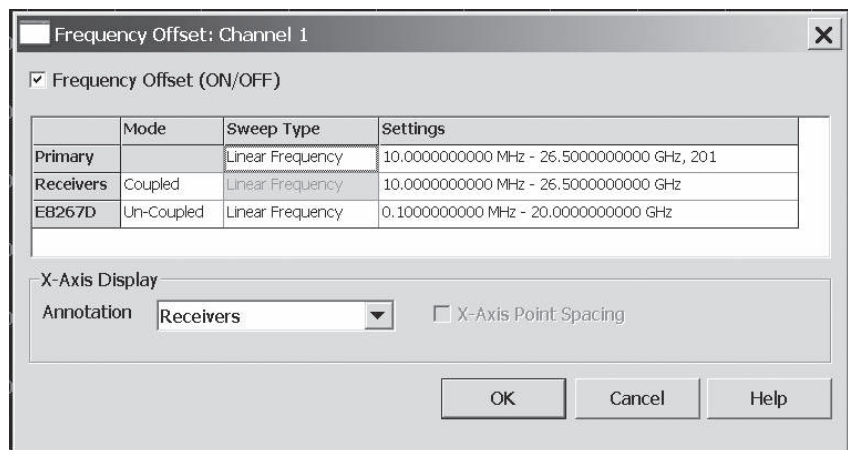 Frequency Offset: Channel 1
Frequency Offset (ON/OFF)
Mode Sweep Type Settings
Primary Linear Frequency 10.0000000000 MHz - 26.5000000000 GHz, 201
Receivers Coupled Linear Frequency 10.0000000000 MHz - 26.5000000000 GHz
E8267D Un-Coupled Linear Frequency 0.1000000000 MHz - 20.0000000000 GHz
X-Axis Display
Annotation Receivers X-Axis Point Spacing
OK Cancel Help